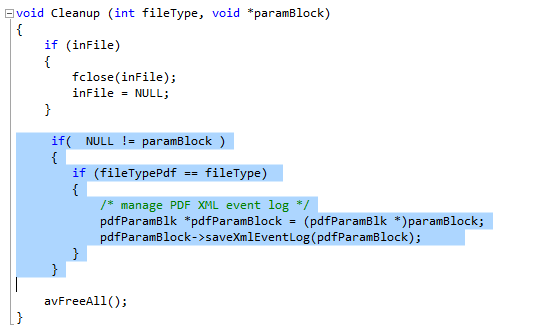 void Cleanup (int fileType, void *paramBlock)
{
    if (inFile)
    {
        fclose(inFile);
        inFile = NULL;
    }

     if(  NULL != paramBlock )
     {
        if (fileTypePdf == fileType)
        {
            /* manage PDF XML event log */
            pdfParamBlk *pdfParamBlock = (pdfParamBlk *)paramBlock;
            pdfParamBlock->saveXmlEventLog(pdfParamBlock);
        }
     }

    avFreeAll();
}